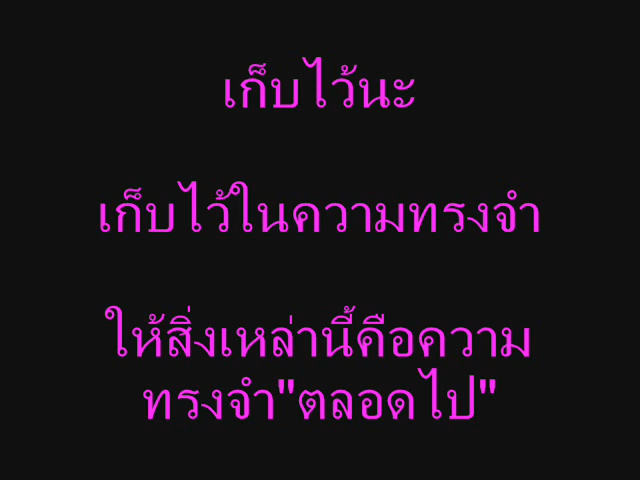 เก็บไว้นะ
เก็บไว้ในความทรงจำ
ให้สิ่งเหล่านี้คือความ
ทรงจำ"ตลอดไป"